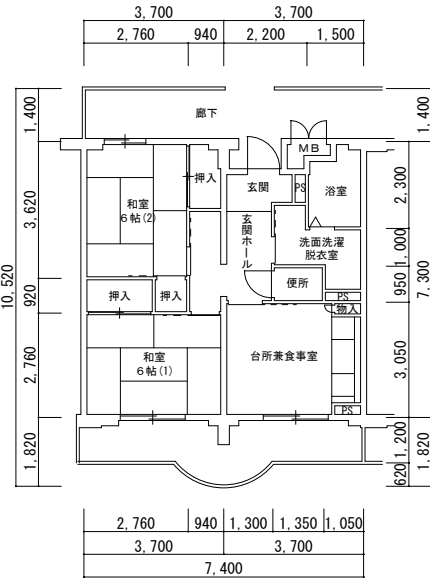 3,700
3,700
2,760
940
2,200
1,500
1,400
3,620
920
2,760
1,820
10,520
廊下
MB
押入
玄関
PS
浴室
和室
6帖(2)
玄関ホール
洗面洗濯
脱衣室
便所
押入
押入
PS
物入
和室
6帖(1)
台所兼食事室
PS
1,400
2,300
1,000
950
3,050
7,300
1,200
620
1,820
2,760
940
1,300
1,350
1,050
3,700
3,700
7,400